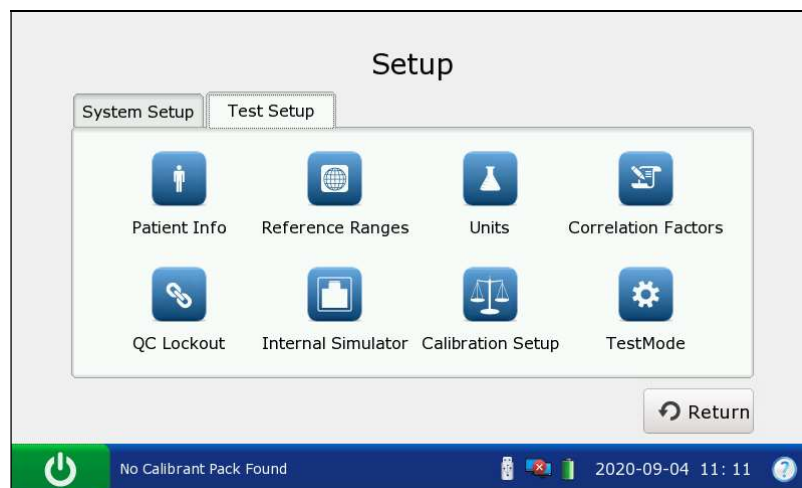 Setup
System Setup Test Setup
Patient Info Reference Ranges Units Correlation Factors
QC Lockout Internal Simulator Calibration Setup TestMode
Return
No Calibrant Pack Found 2020-09-04 11: 11 ?